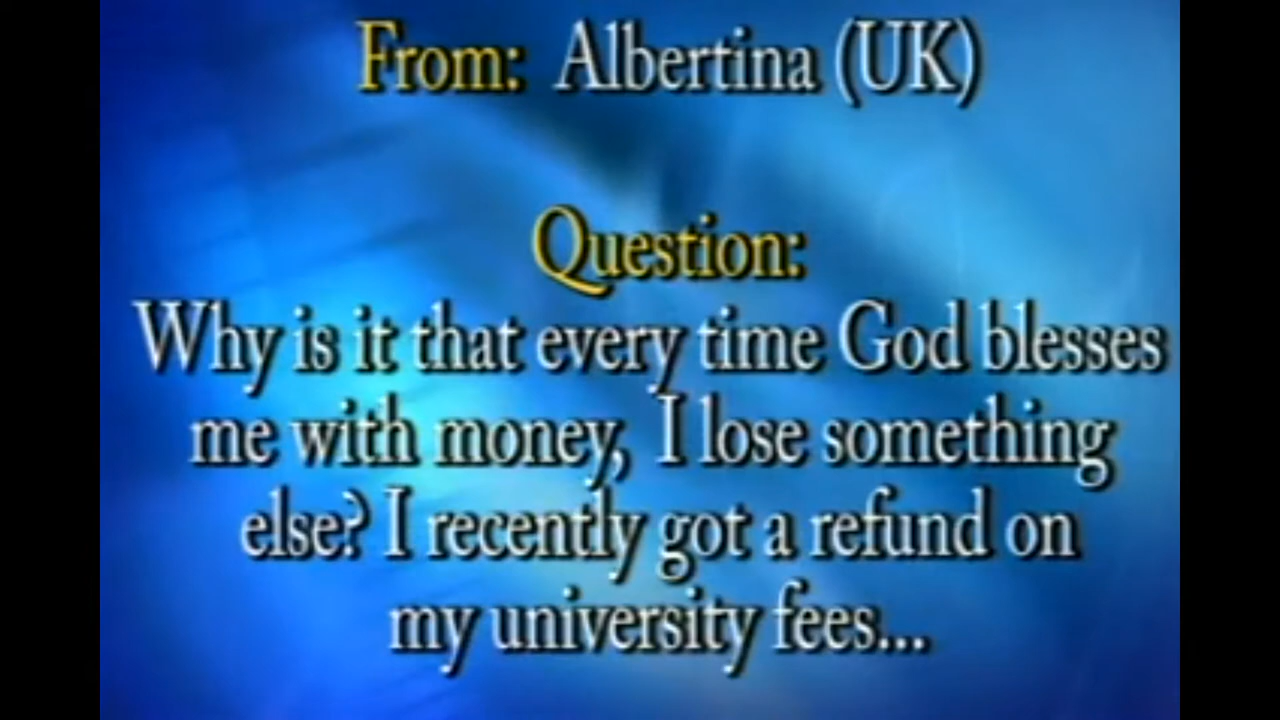 From: Albertina (UK)
Question:
Why is it that every time God blesses
me with money, I lose something
else? I recently got a refund on
my university fees...